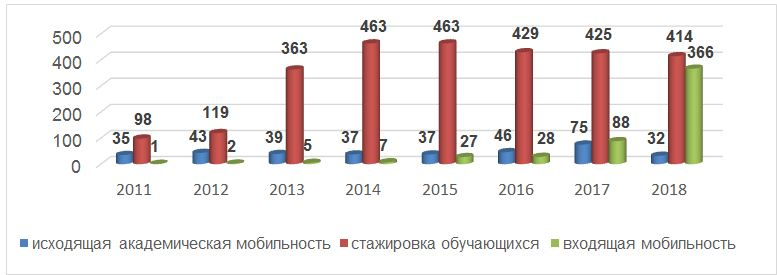 500
400
300
200
100
0
35 98 1
43 119 2
39 363 5
37 463 7
37 463 27
46 429 28
75 425 88
32 414 366
2011 2012 2013 2014 2015 2016 2017 2018
исходящая академическая мобильность стажировка обучающихся входящая мобильность